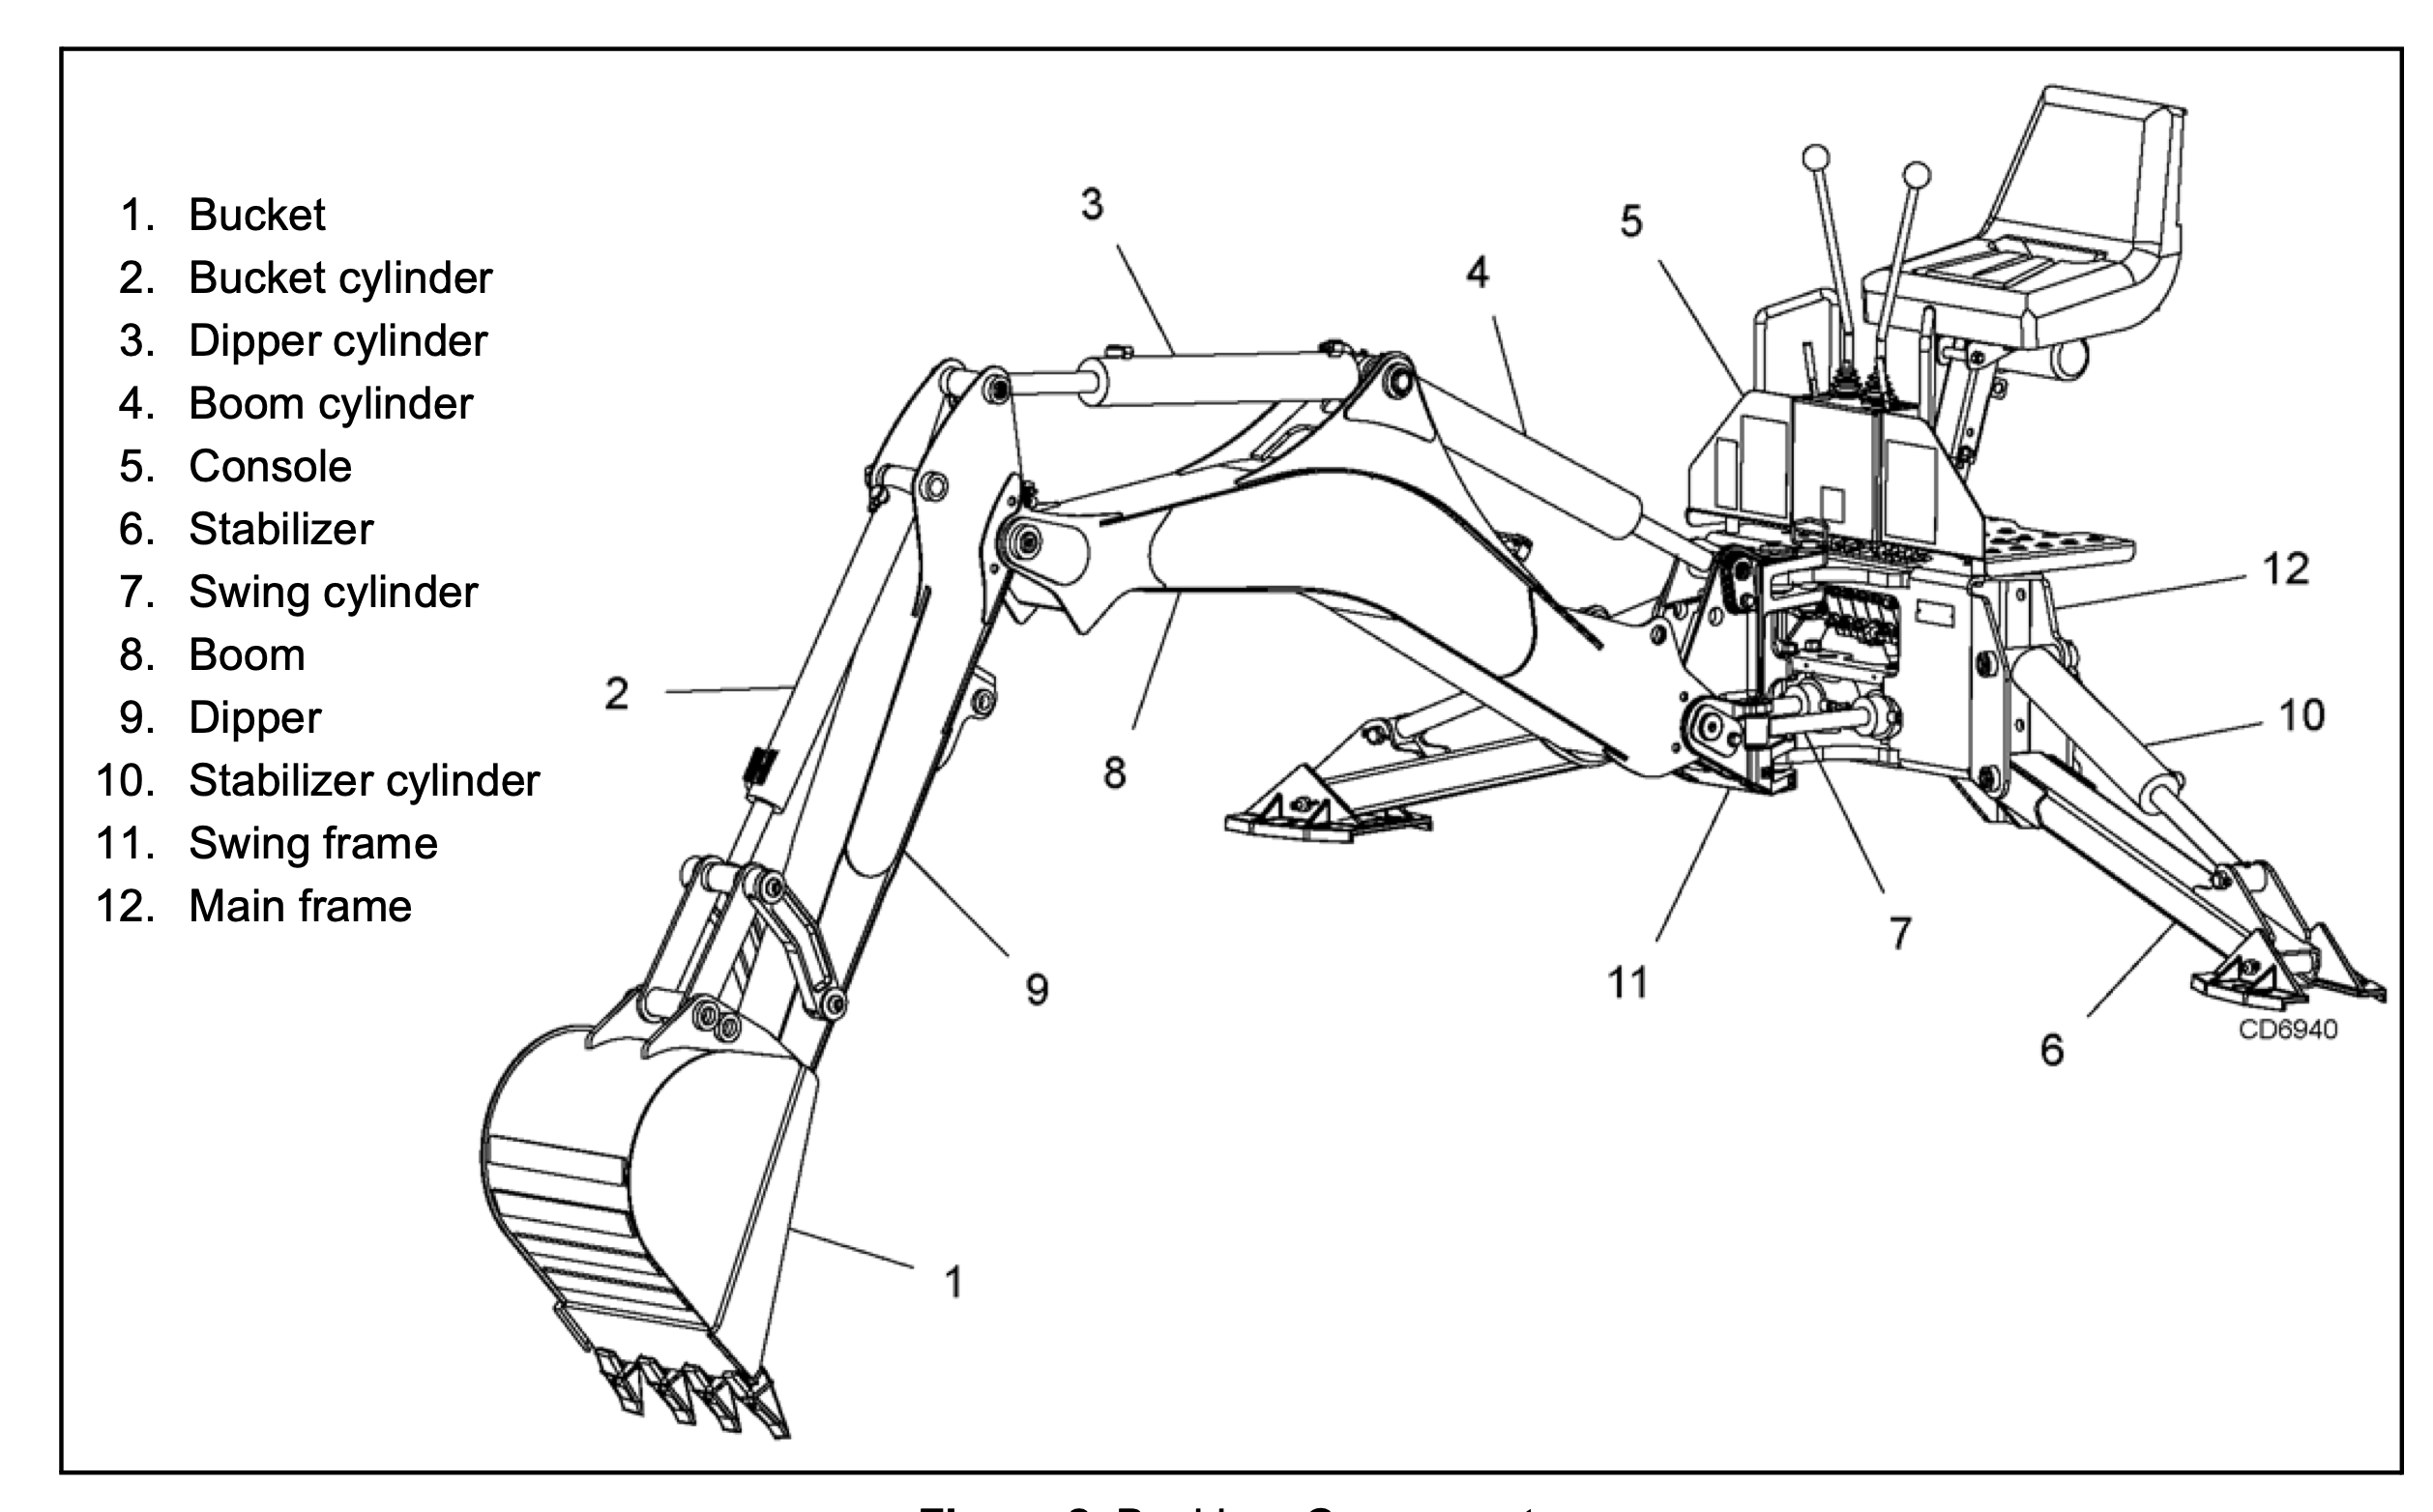 1. Bucket
2. Bucket cylinder
3. Dipper cylinder
4. Boom cylinder
5. Console
6. Stabilizer
7. Swing cylinder
8. Boom
9. Dipper
10. Stabilizer cylinder
11. Swing frame
12. Main frame
3
5
4
12
2
10
8
7
11
9
CD6940
6
1